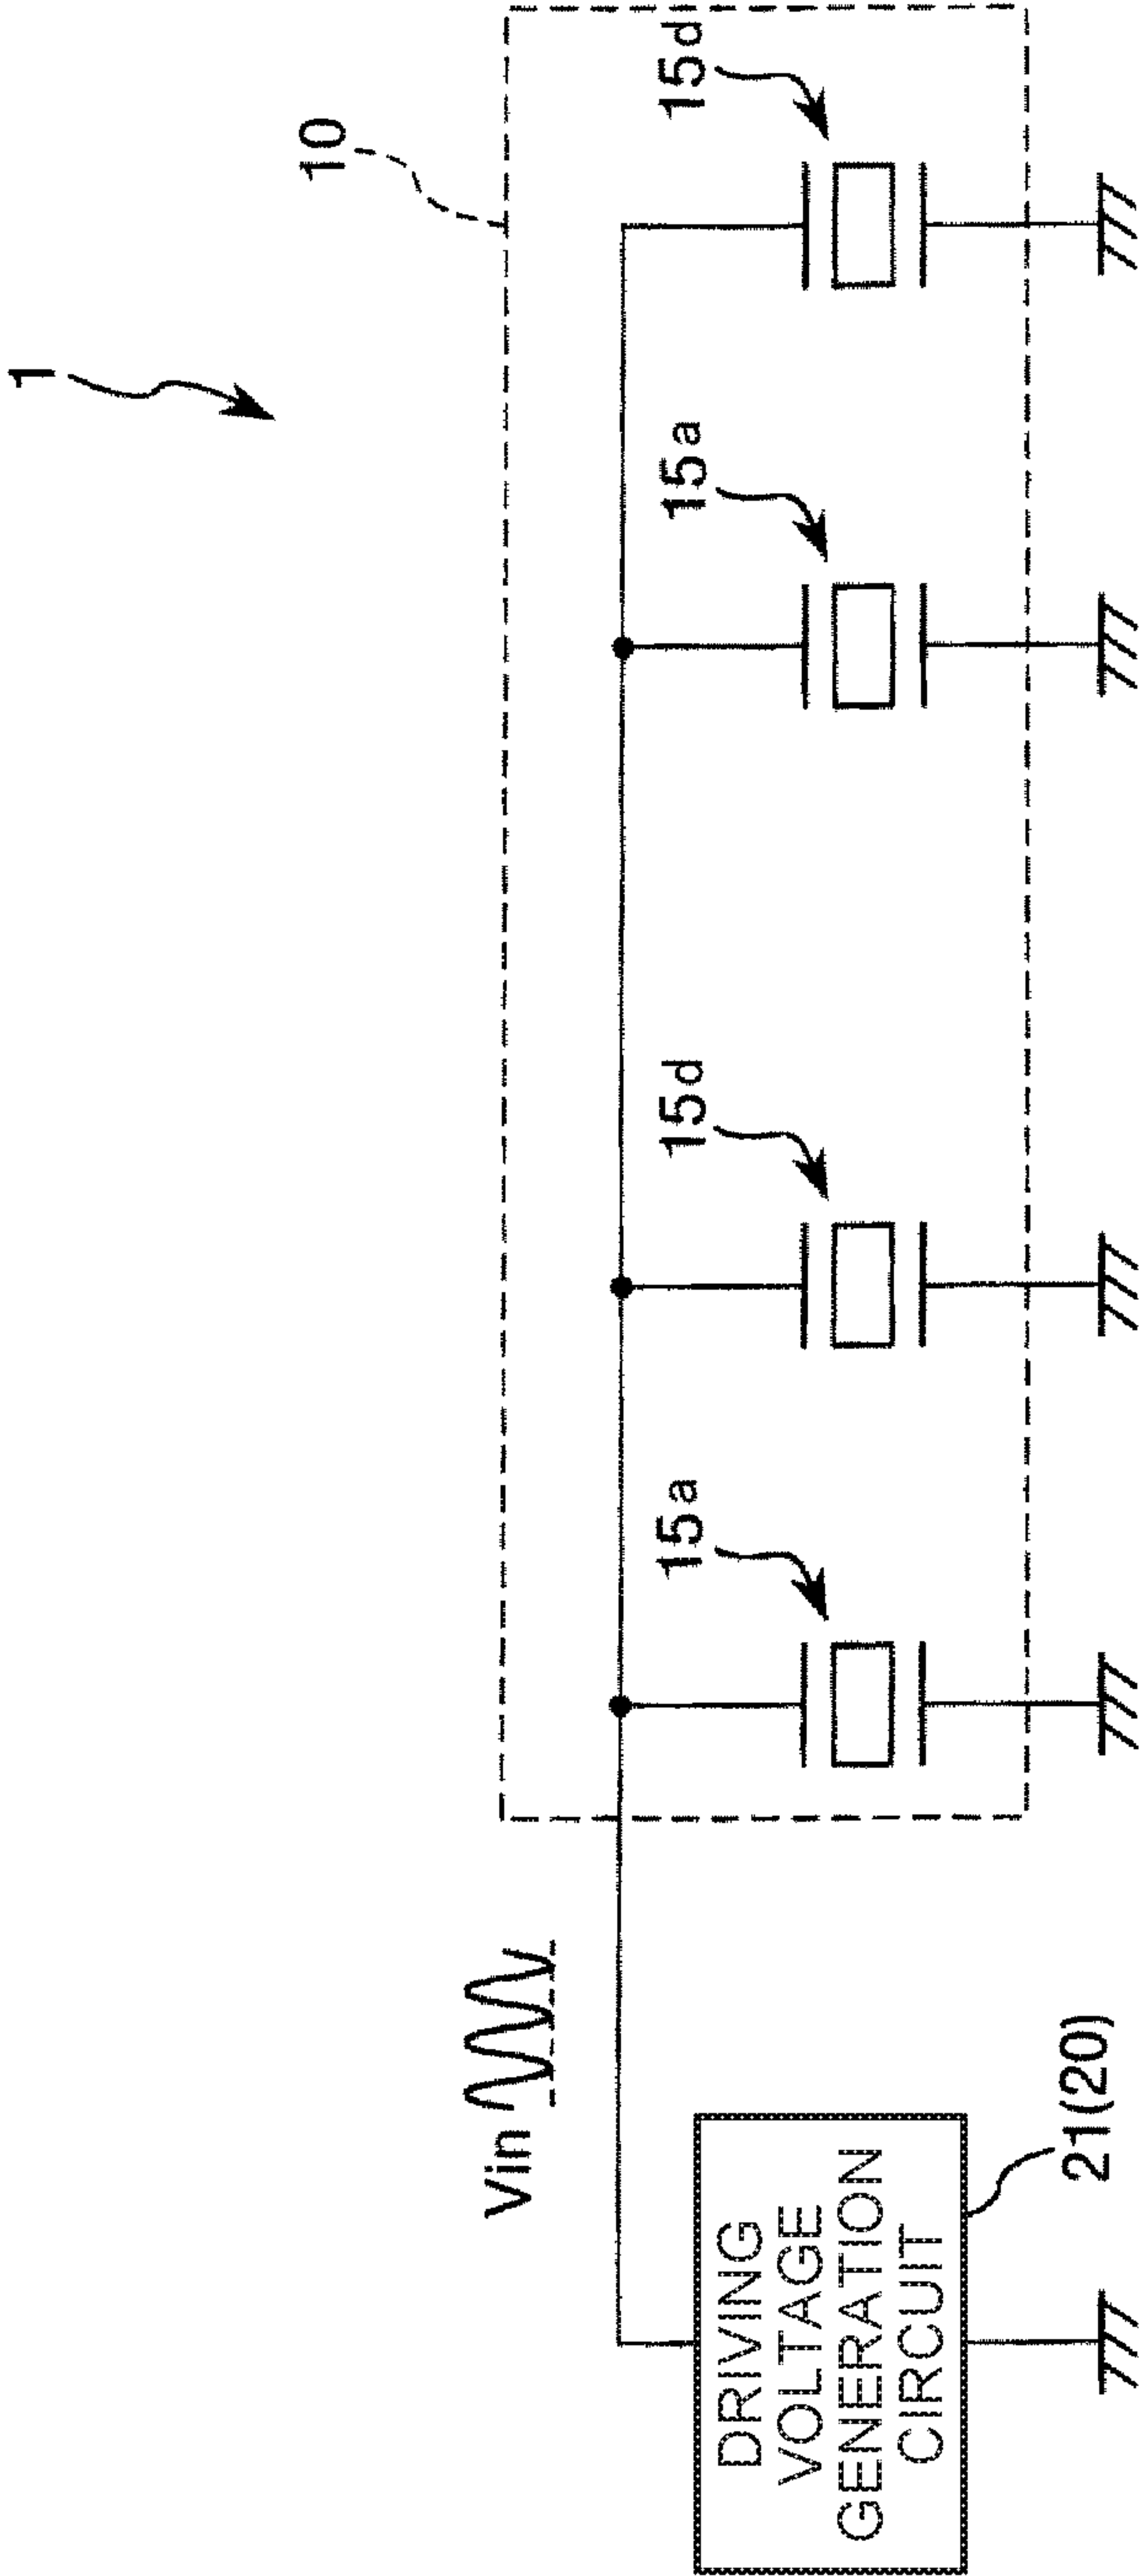 1
10
Vin
15a
15d
15a
15d
DRIVING
VOLTAGE
GENERATION
CIRCUIT
21(20)